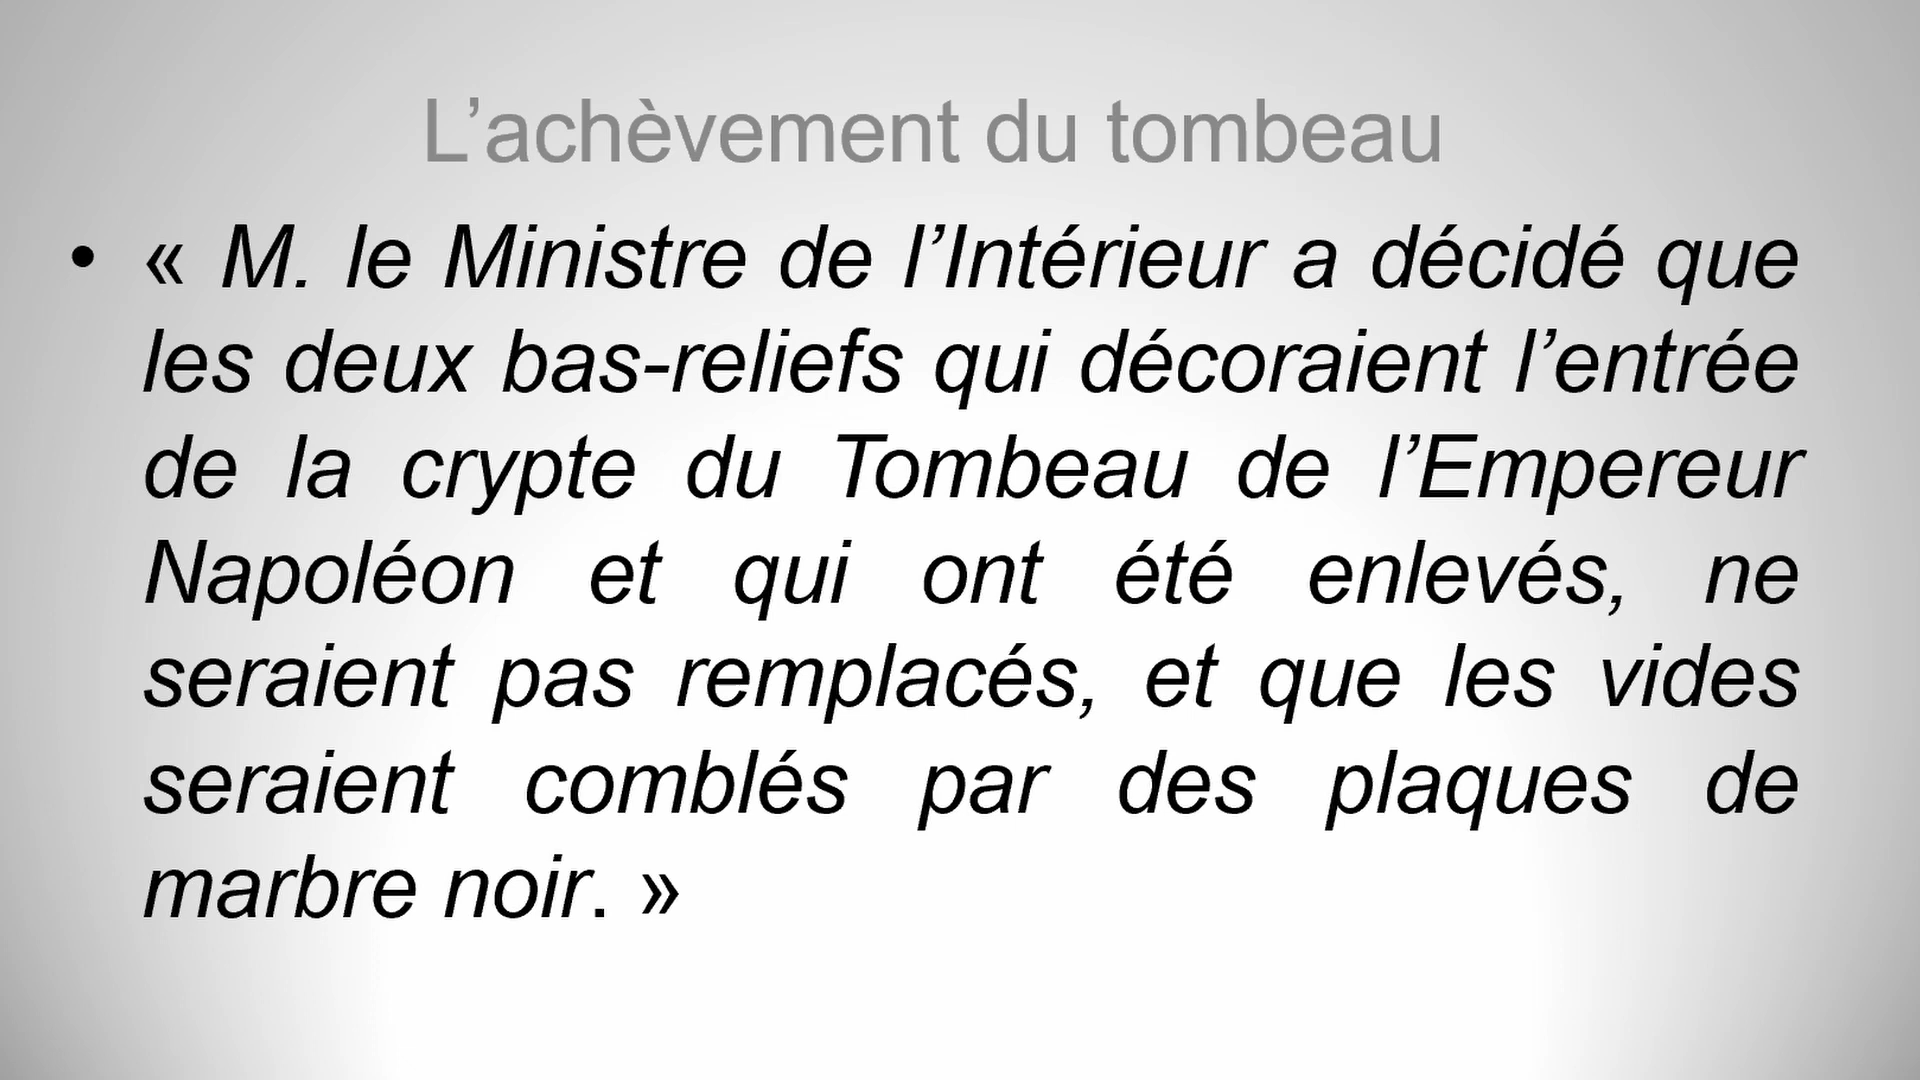 L’achèvement du tombeau
• « M. le Ministre de l’Intérieur a décidé que
les deux bas-reliefs qui décoraient l’entrée
de la crypte du Tombeau de l’Empereur
Napoléon et qui ont été enlevés, ne
seraient pas remplacés, et que les vides
seraient comblés par des plaques de
marbre noir. »